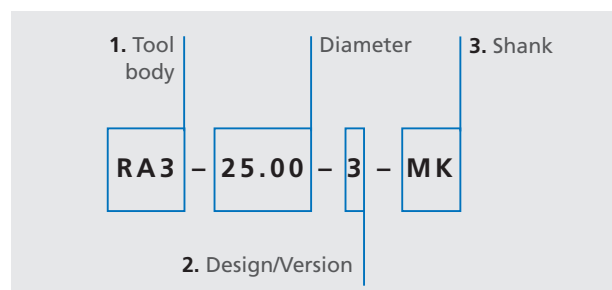 1. Tool body
Diameter
3. Shank
RA3 – 25.00 – 3 – MK
2. Design/Version